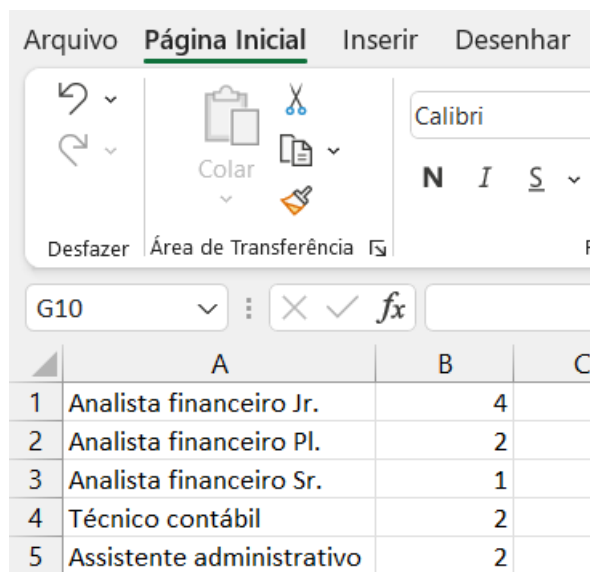 Arquivo Página Inicial Inserir Desenhar
Colar
Calibri
N I S
Desfazer Área de Transferência
G10 fx
A B
1 Analista financeiro Jr. 4
2 Analista financeiro Pl. 2
3 Analista financeiro Sr. 1
4 Técnico contábil 2
5 Assistente administrativo 2